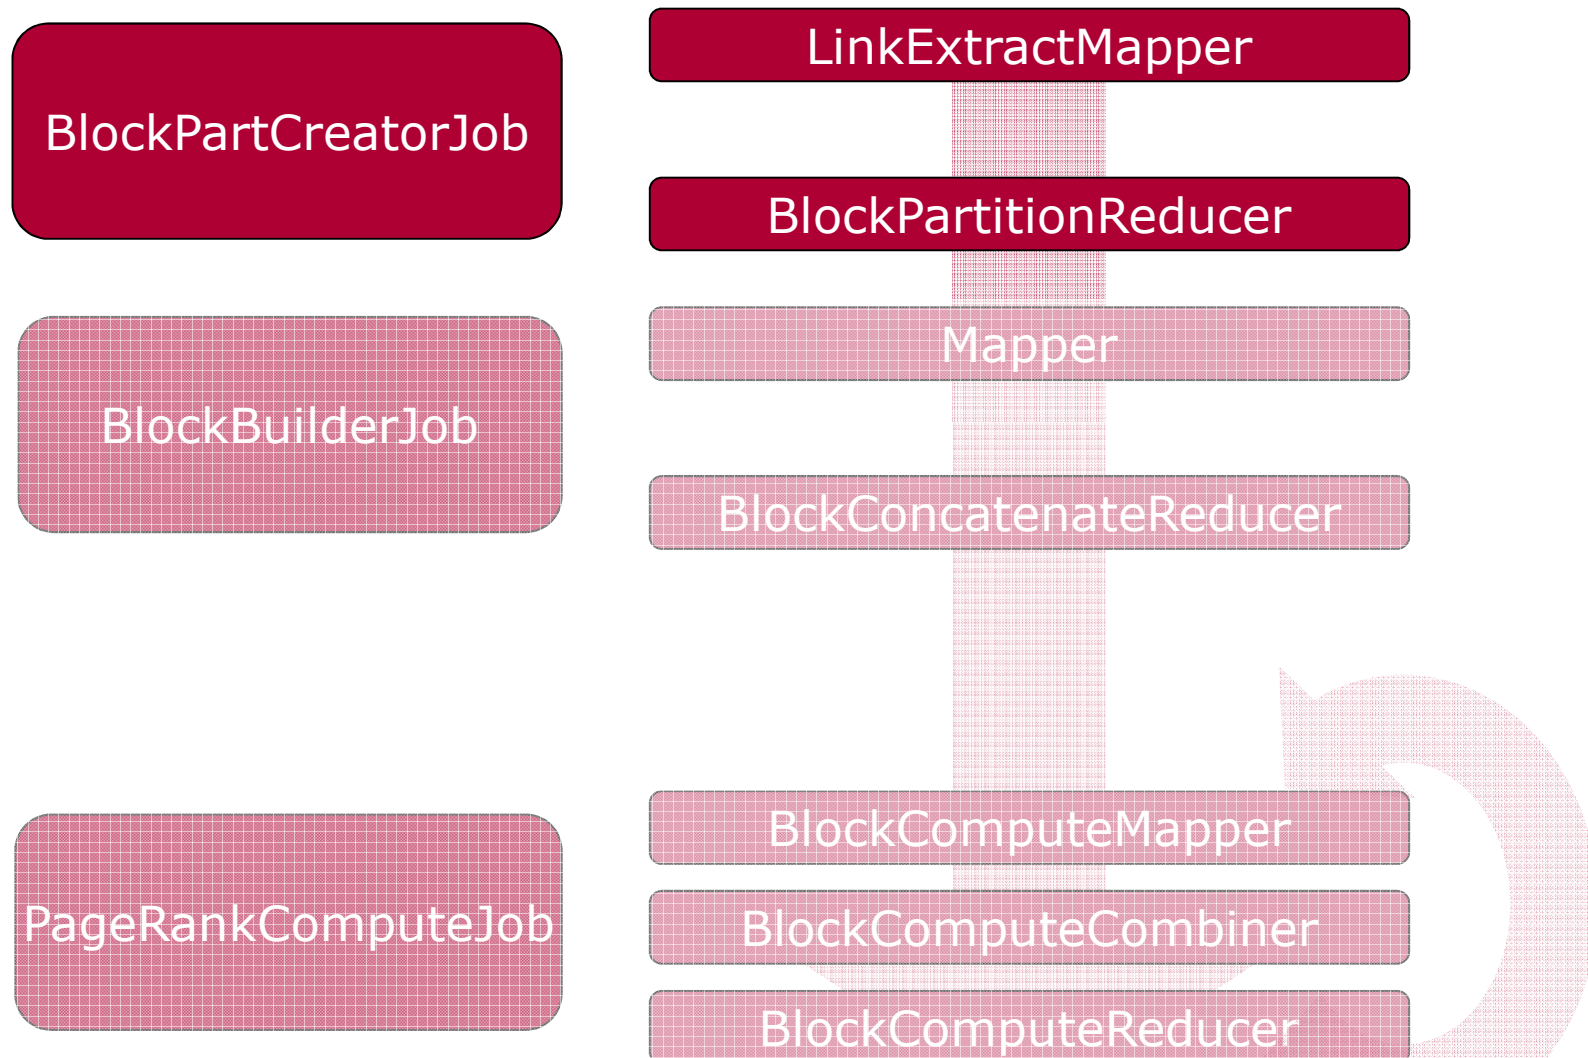 BlockPartCreatorJob
LinkExtractMapper
BlockPartitionReducer
BlockBuilderJob
Mapper
BlockConcatenateReducer
PageRankComputeJob
BlockComputeMapper
BlockComputeCombiner
BlockComputeReducer